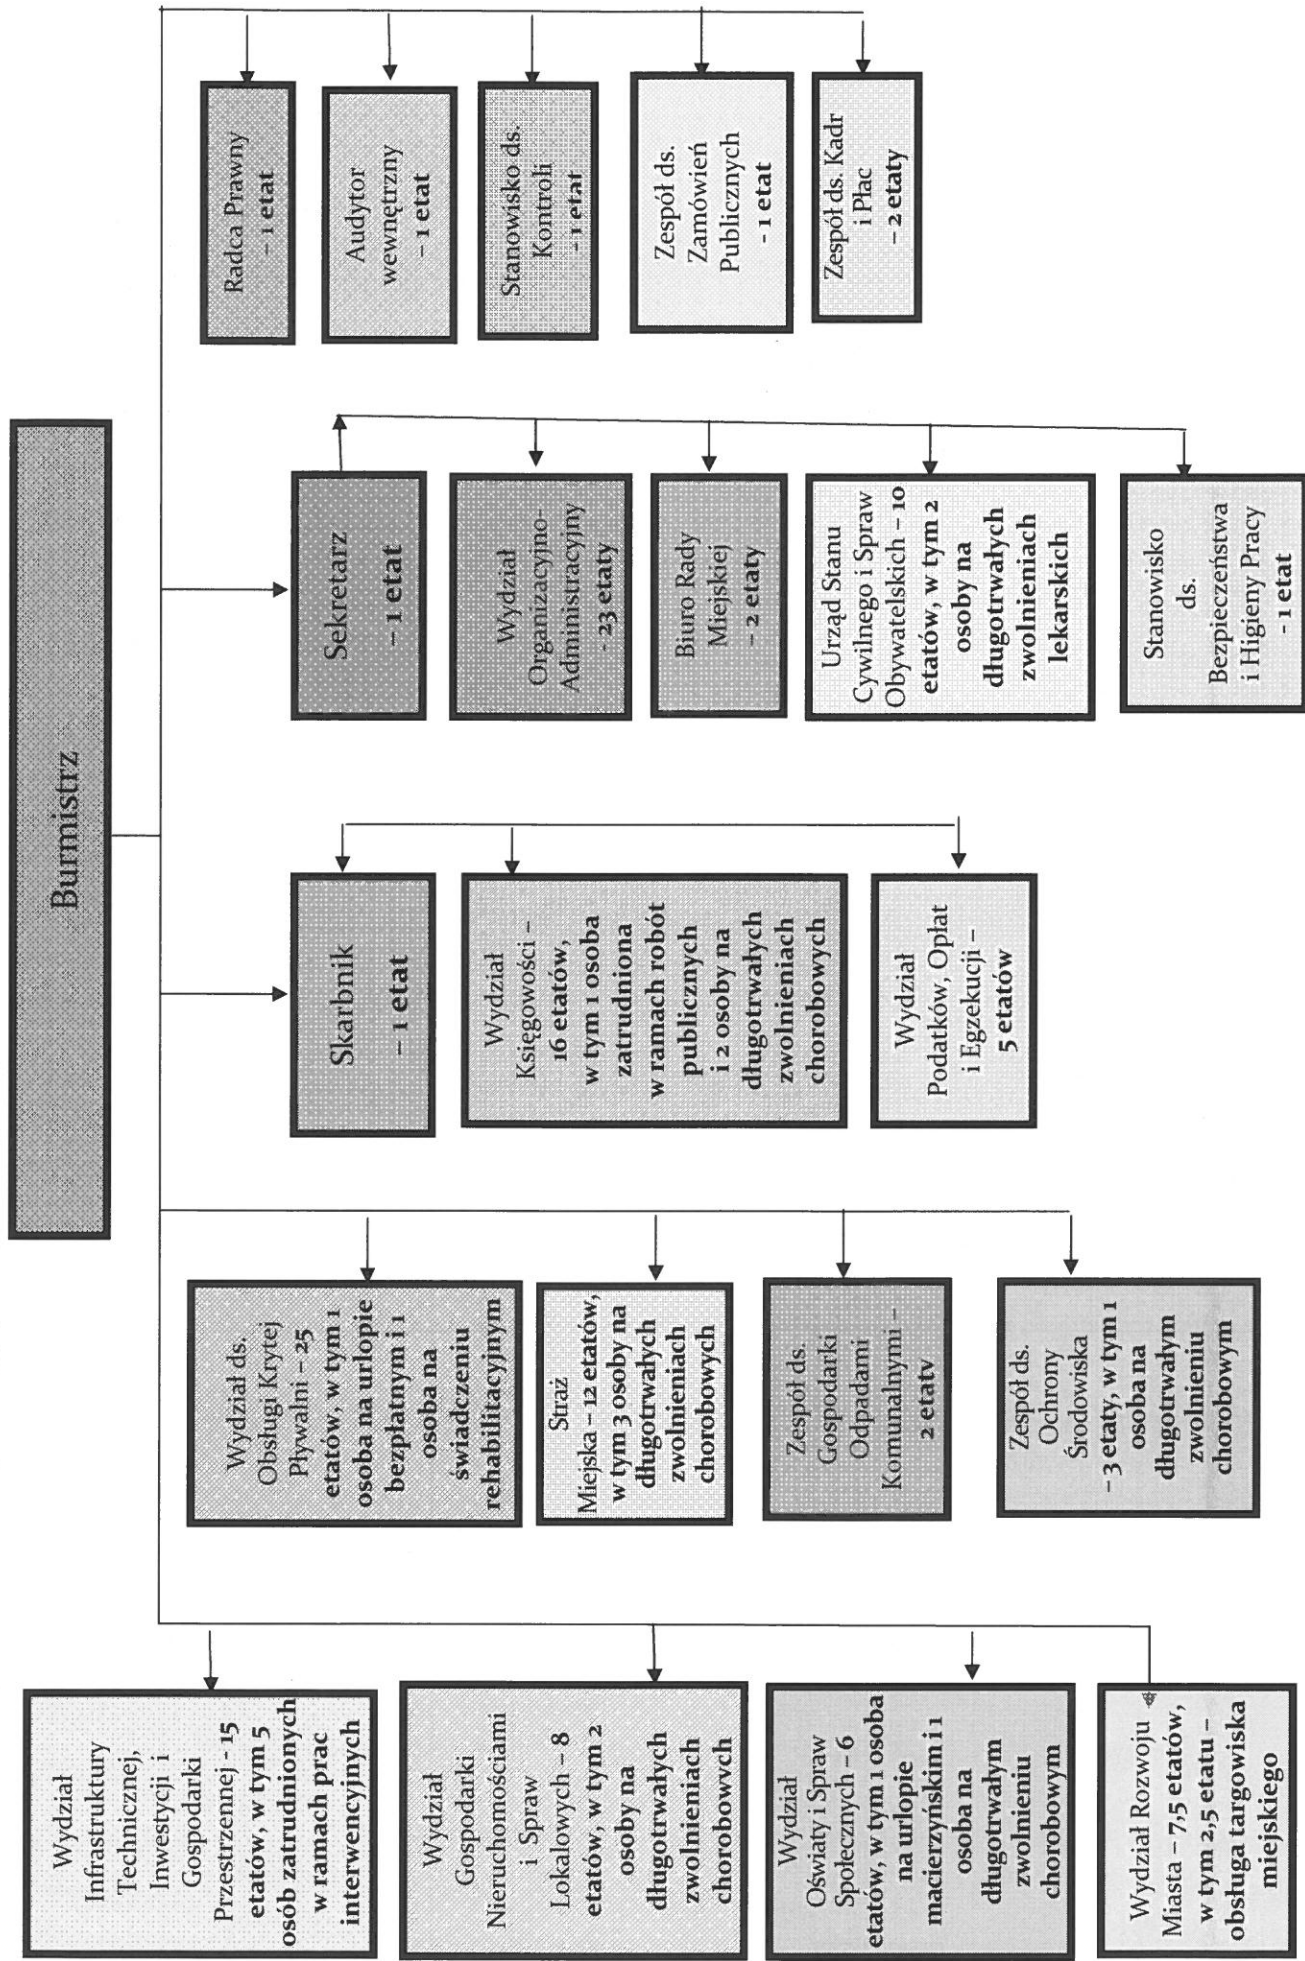 Burmistrz
Wydział
Infrastruktury
Technicznej,
Inwestycji i
Gospodarki
Przestrzennej - 15
etatów, w tym 5
osób zatrudnionych
w ramach prac
interwencyjnych
Wydział
Gospodarki
Nieruchomościami
i Spraw
Lokalowych – 8
etatów, w tym 2
osoby na
długotrwałych
zwolnieniach
chorobowych
Wydział
Oświaty i Spraw
Społecznych – 6
etatów, w tym 1 osoba
na urlopie
macierzyńskim i 1
osoba na
długotrwałym
zwolnieniu
chorobowym
Wydział Rozwoju
Miasta – 7,5 etatów,
w tym 2,5 etatu –
obsługa targowiska
miejskiego
Wydział ds.
Obsługi Krytej
Pływalni – 25
etatów, w tym 1
osoba na urlopie
bezpłatnym i 1
osoba na
świadczeniu
rehabilitacyjnym
Straż
Miejska – 12 etatów,
w tym 3 osoby na
długotrwałych
zwolnieniach
chorobowych
Zespół ds.
Gospodarki
Odpadami
Komunalnymi –
2 etaty
Zespół ds.
Ochrony
Środowiska
– 3 etaty, w tym 1
osoba na
długotrwałym
zwolnieniu
chorobowym
Skarbnik
– 1 etat
Wydział
Księgowości –
16 etatów,
w tym 1 osoba
zatrudniona
w ramach robót
publicznych
i 2 osoby na
długotrwałych
zwolnieniach
chorobowych
Wydział
Podatków, Opłat
i Egzekucji –
5 etatów
Sekretarz
– 1 etat
Wydział
Organizacyjno-
Administracyjny
- 23 etaty
Biuro Rady
Miejskiej
– 2 etaty
Urząd Stanu
Cywilnego i Spraw
Obywatelskich – 10
etatów, w tym 2
osoby na
długotrwałych
zwolnieniach
lekarskich
Stanowisko
ds.
Bezpieczeństwa
i Higieny Pracy
- 1 etat
Radca Prawny
– 1 etat
Audytor
wewnętrzny
– 1 etat
Stanowisko ds.
Kontroli
- 1 etat
Zespół ds.
Zamówień
Publicznych
- 1 etat
Zespół ds. Kadr
i Płac
– 2 etaty